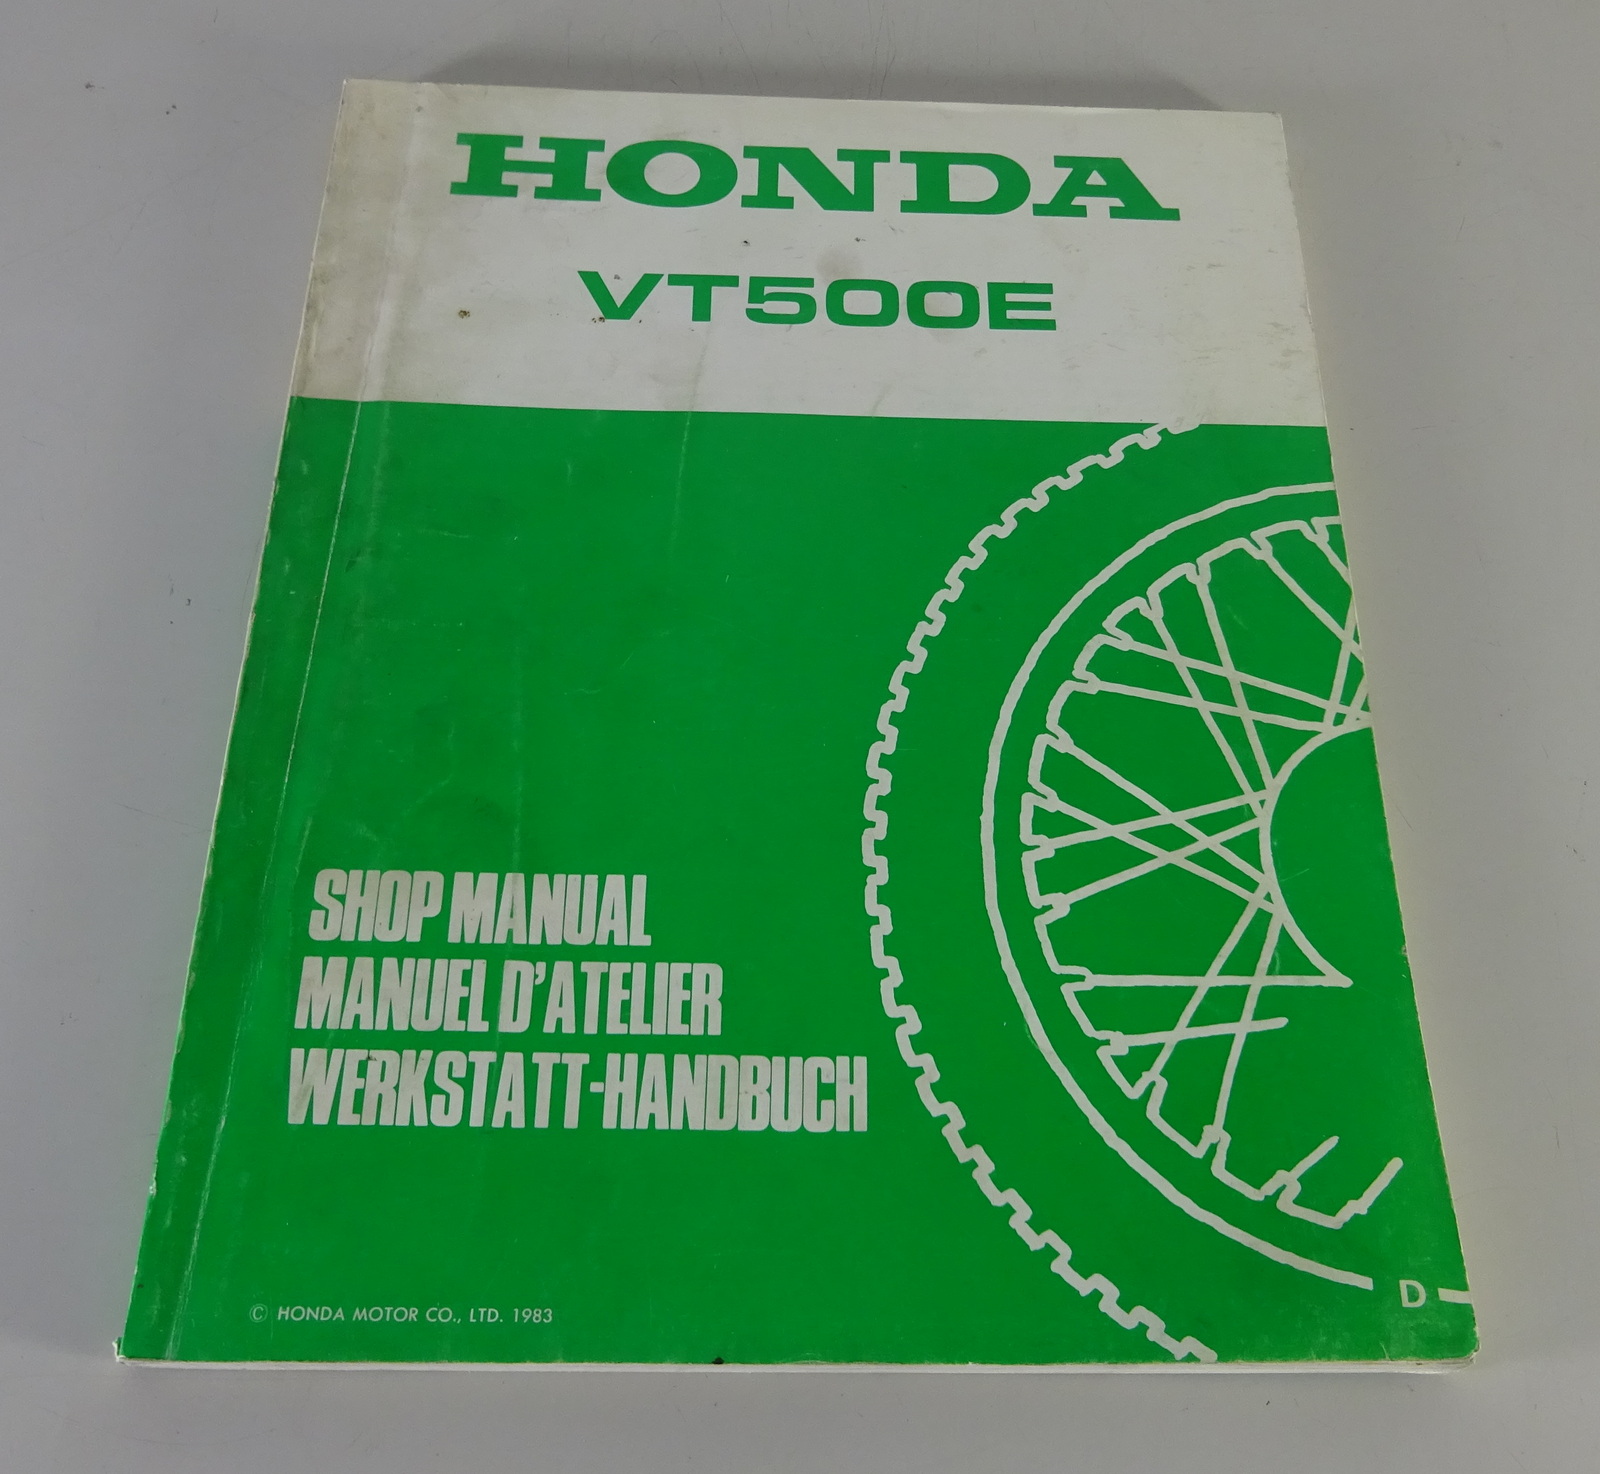 HONDA
VT500E
SHOP MANUAL
MANUEL D'ATELIER
WERKSTATT-HANDBUCH
© HONDA MOTOR CO., LTD. 1983
D